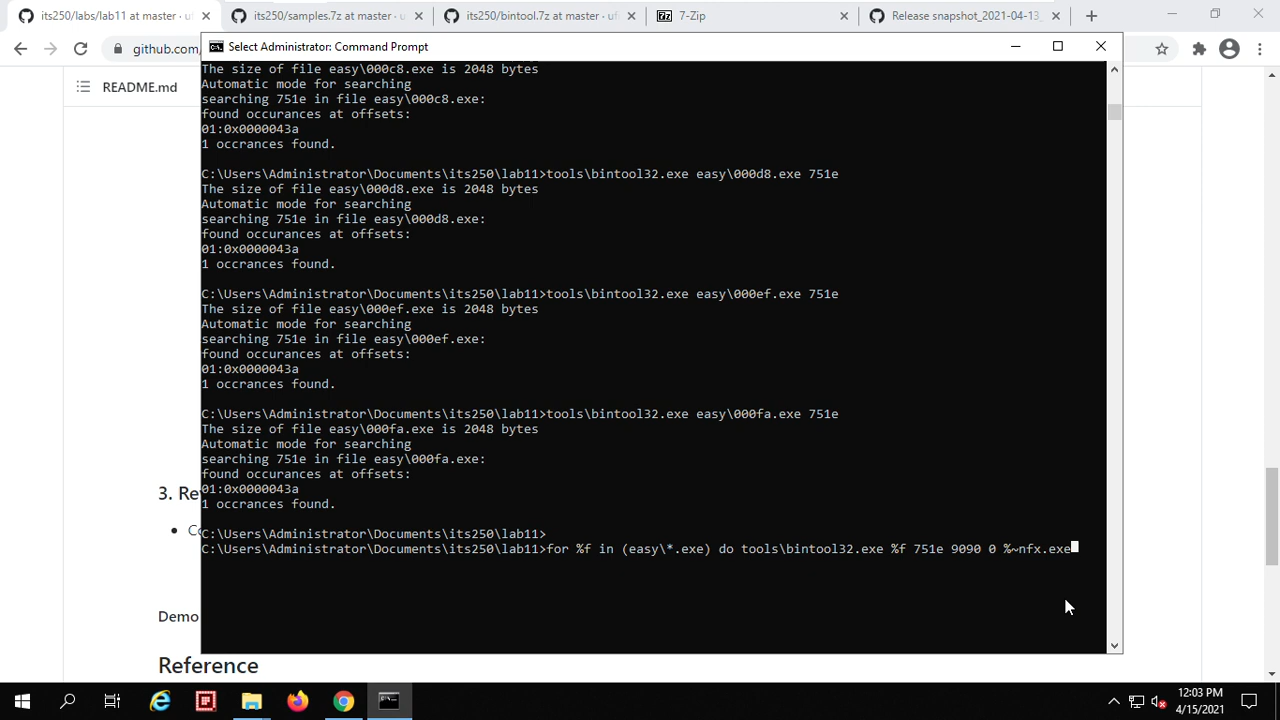 its250/labs/lab11 at master · u
its250/samples.7z at master · u
its250/bintool.7z at master · uf
7-Zip
Release snapshot_2021-04-13_
github.com
Select Administrator: Command Prompt
README.md
The size of file easy\000c8.exe is 2048 bytes
Automatic mode for searching
searching 751e in file easy\000c8.exe:
found occurances at offsets:
01:0x0000043a
1 occrances found.
C:\Users\Administrator\Documents\its250\lab11>tools\bintool32.exe easy\000d8.exe 751e
The size of file easy\000d8.exe is 2048 bytes
Automatic mode for searching
searching 751e in file easy\000d8.exe:
found occurances at offsets:
01:0x0000043a
1 occrances found.
C:\Users\Administrator\Documents\its250\lab11>tools\bintool32.exe easy\000ef.exe 751e
The size of file easy\000ef.exe is 2048 bytes
Automatic mode for searching
searching 751e in file easy\000ef.exe:
found occurances at offsets:
01:0x0000043a
1 occrances found.
C:\Users\Administrator\Documents\its250\lab11>tools\bintool32.exe easy\000fa.exe 751e
The size of file easy\000fa.exe is 2048 bytes
Automatic mode for searching
searching 751e in file easy\000fa.exe:
found occurances at offsets:
01:0x0000043a
1 occrances found.
C:\Users\Administrator\Documents\its250\lab11>
C:\Users\Administrator\Documents\its250\lab11>for %f in (easy\*.exe) do tools\bintool32.exe %f 751e 9090 0 %~nfx.exe
3. Re
Demo
Reference
12:03 PM
4/15/2021